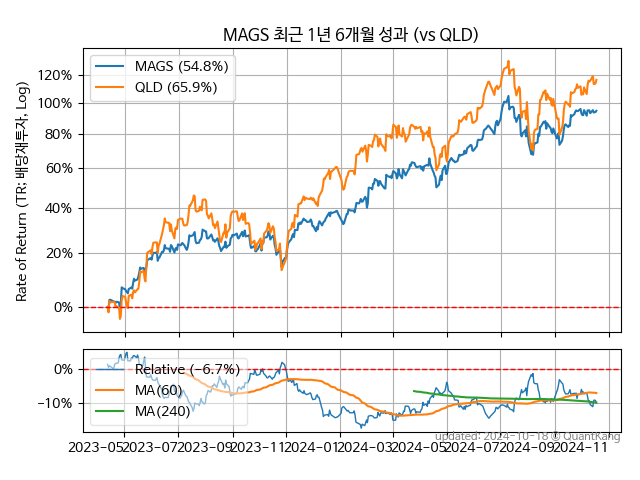 MAGS 최근 1년 6개월 성과 (vs QLD)
Rate of Return (TR: 배당재투자, Log)
120%
100%
80%
60%
40%
20%
0%
MAGS (54.8%)
QLD (65.9%)
0%
−10%
Relative (−6.7%)
MA(60)
MA(240)
2023-05 2023-07 2023-09 2023-11 2024-01 2024-03 2024-05 2024-07 2024-09 2024-11
updated: 2024-10-18 © QuantKang